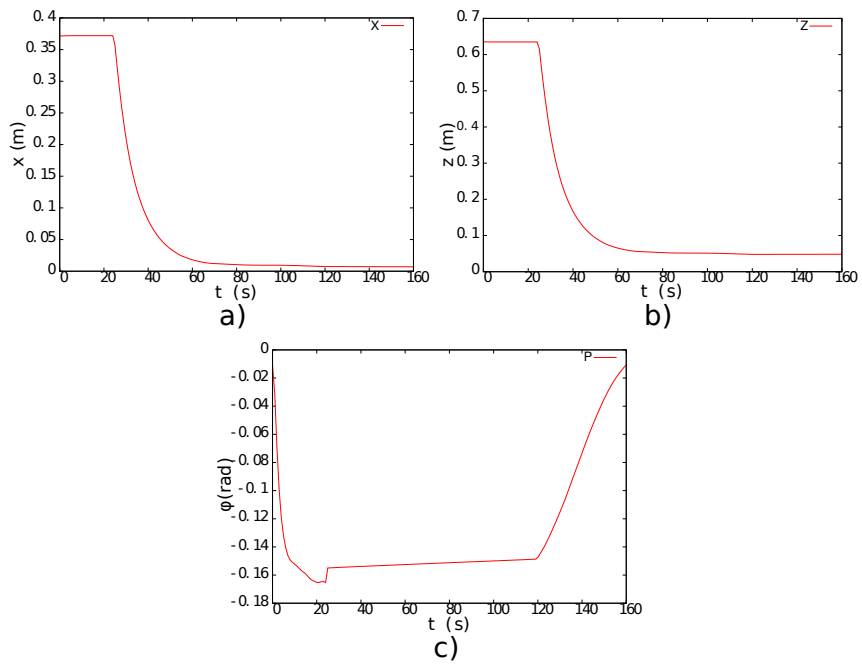 0.4
X
0.35
0.3
0.25
0.2
0.15
0.1
0.05
0
x (m)
0 20 40 60 80 100 120 140 160
t (s)
a)
0.7
Z
0.6
0.5
0.4
0.3
0.2
0.1
0
z (m)
0 20 40 60 80 100 120 140 160
t (s)
b)
0
P
-0.02
-0.04
-0.06
-0.08
-0.1
-0.12
-0.14
-0.16
-0.18
φ(rad)
0 20 40 60 80 100 120 140 160
t (s)
c)